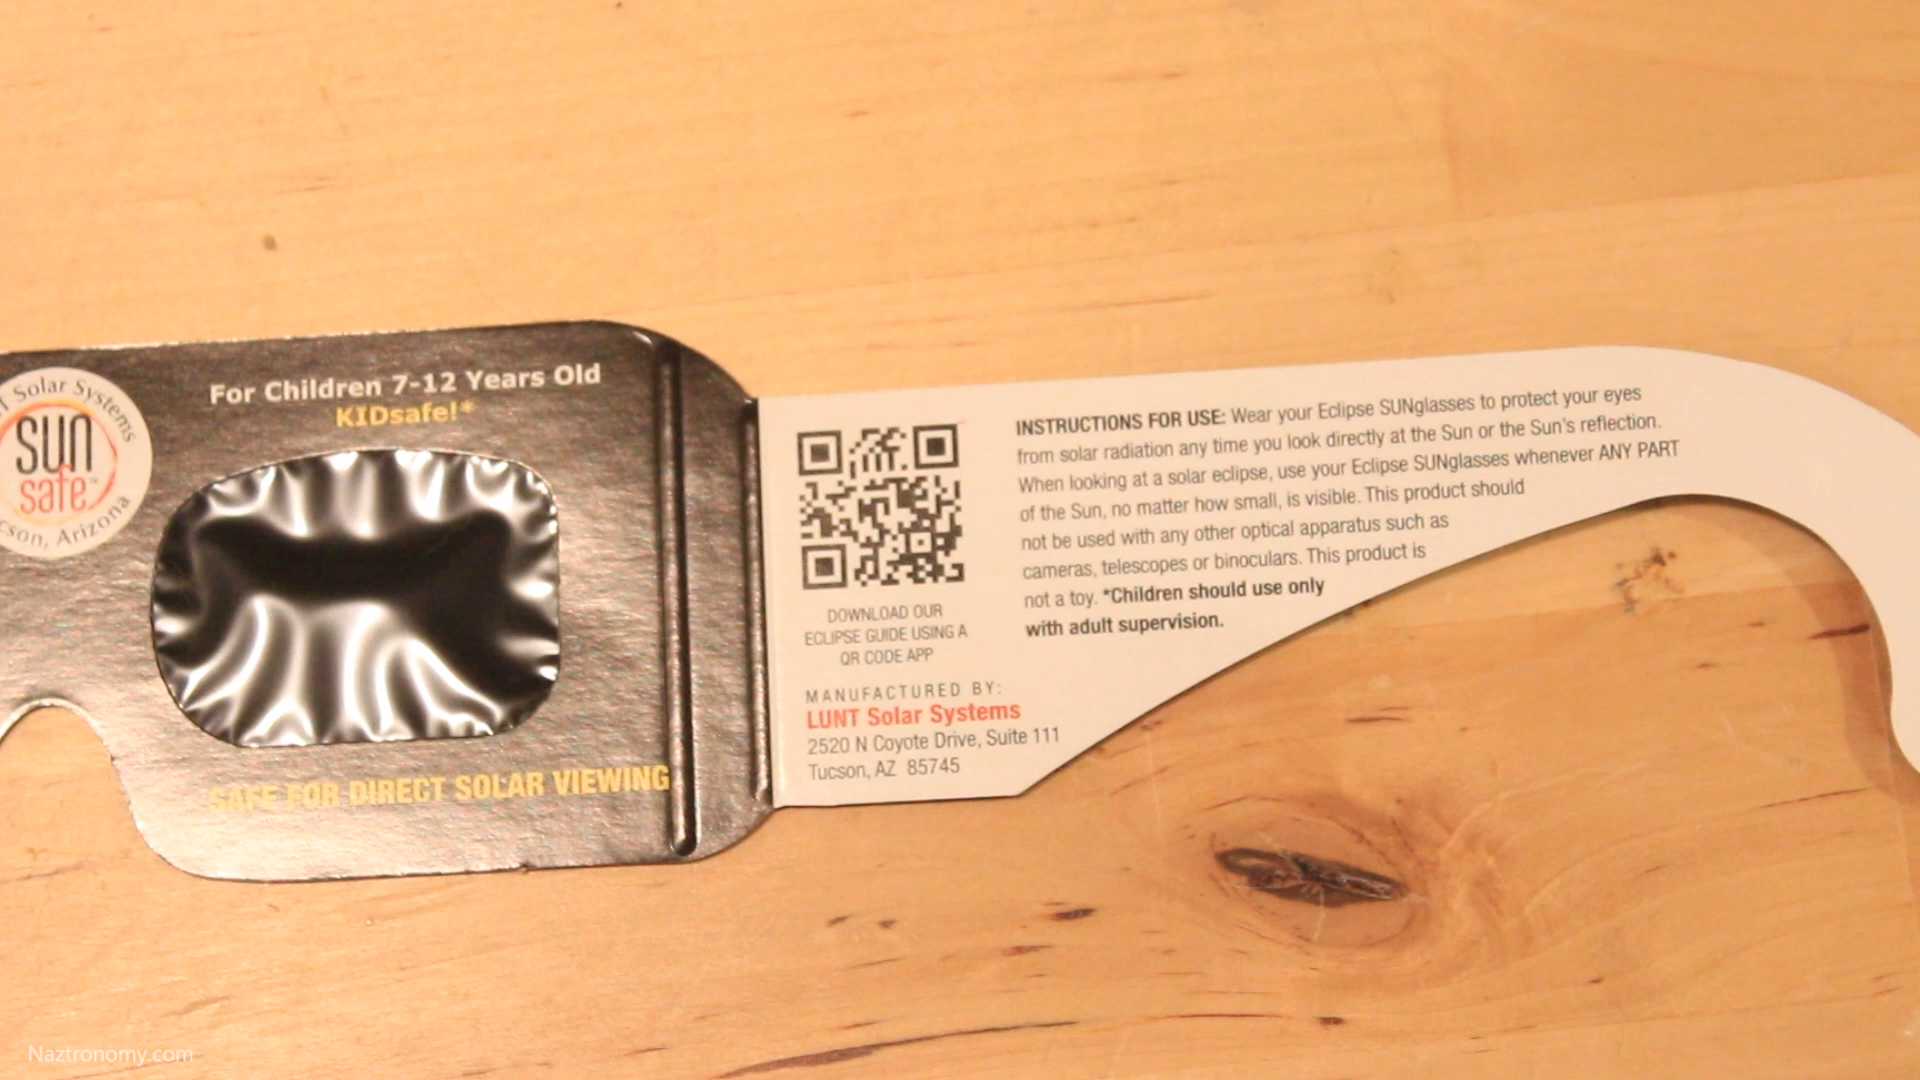 Solar Systems
sun
safe
Arizona
For Children 7-12 Years Old
KIDsafe!*
SAFE FOR DIRECT SOLAR VIEWING
DOWNLOAD OUR
ECLIPSE GUIDE USING A
QR CODE APP
MANUFACTURED BY:
LUNT Solar Systems
2520 N Coyote Drive, Suite 111
Tucson, AZ 85745
INSTRUCTIONS FOR USE: Wear your Eclipse SUNglasses to protect your eyes
from solar radiation any time you look directly at the Sun or the Sun's reflection.
When looking at a solar eclipse, use your Eclipse SUNglasses whenever ANY PART
of the Sun, no matter how small, is visible. This product should
not be used with any other optical apparatus such as
cameras, telescopes or binoculars. This product is
not a toy. *Children should use only
with adult supervision.
Naztronomy.com